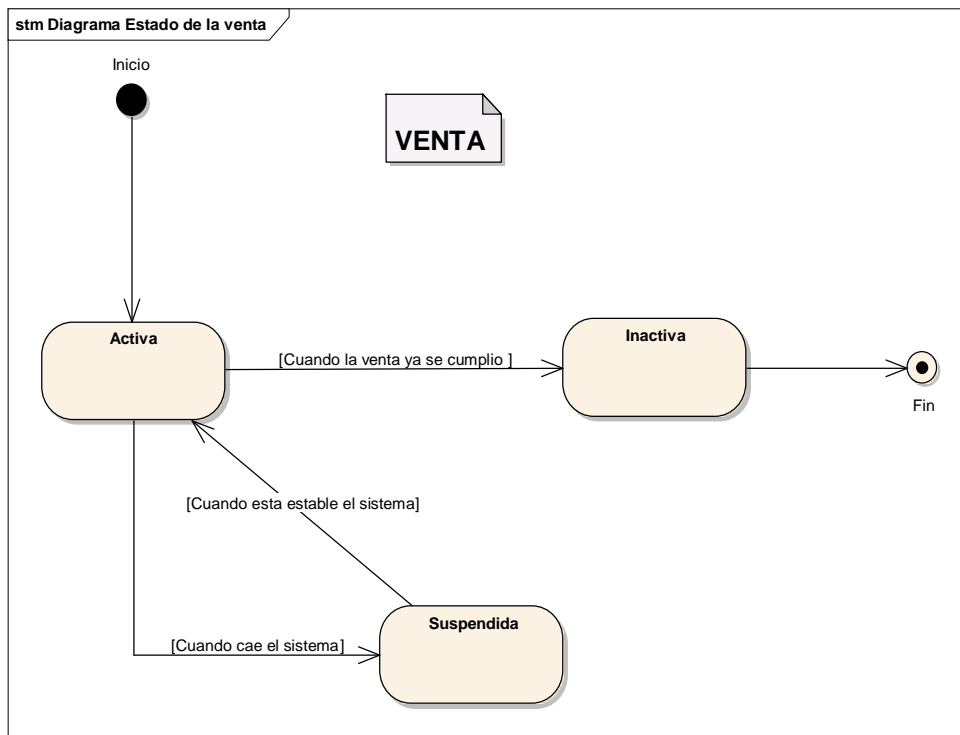 stm Diagrama Estado de la venta
Inicio
VENTA
Activa
Inactiva
[Cuando la venta ya se cumplio ]
Fin
[Cuando esta estable el sistema]
Suspendida
[Cuando cae el sistema]